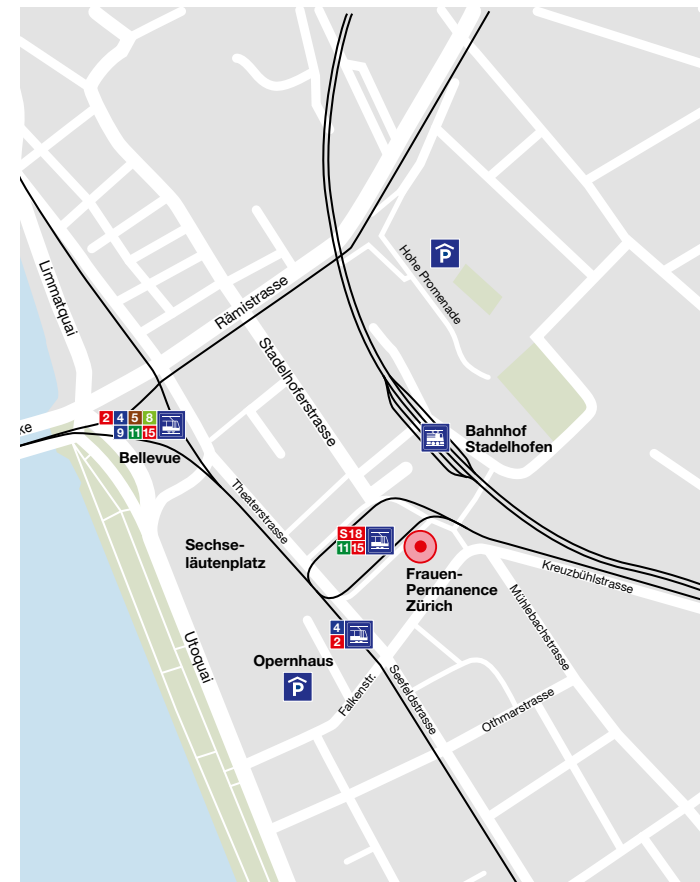 Limmatquai
Rämistrasse
Hohe Promenade
P
Stadelhoferstrasse
ke
2 4 5 8
9 11 15
Bellevue
Bahnhof
Stadelhofen
Theaterstrasse
Sechse-
läutenplatz
S18
11 15
Frauen-
Permanence
Zürich
Kreuzbühlstrasse
Mühlebachstrasse
4
2
Opernhaus
P
Utoquai
Falkenstr.
Seefeldstrasse
Othmarstrasse